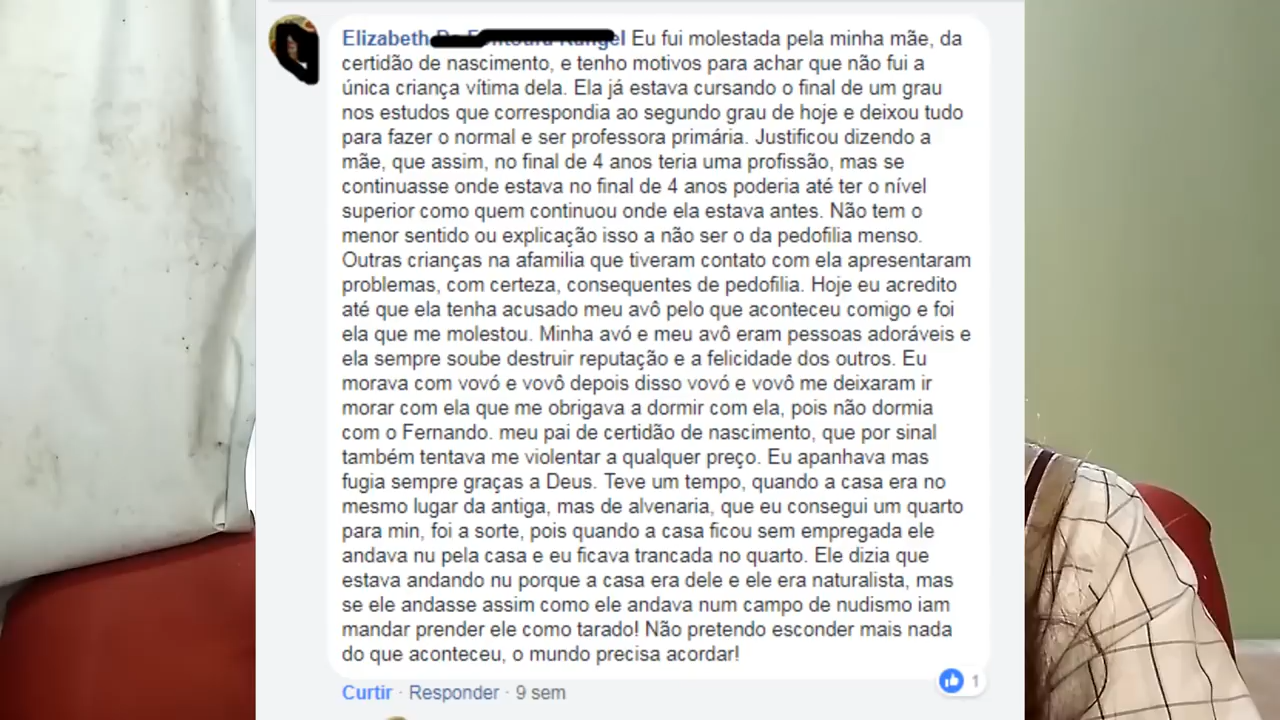 Elizabeth Eu fui molestada pela minha mãe, da
certidão de nascimento, e tenho motivos para achar que não fui a
única criança vítima dela. Ela já estava cursando o final de um grau
nos estudos que correspondia ao segundo grau de hoje e deixou tudo
para fazer o normal e ser professora primária. Justificou dizendo a
mãe, que assim, no final de 4 anos teria uma profissão, mas se
continuasse onde estava no final de 4 anos poderia até ter o nível
superior como quem continuou onde ela estava antes. Não tem o
menor sentido ou explicação isso a não ser o da pedofilia menso.
Outras crianças na afamilia que tiveram contato com ela apresentaram
problemas, com certeza, consequentes de pedofilia. Hoje eu acredito
até que ela tenha acusado meu avô pelo que aconteceu comigo e foi
ela que me molestou. Minha avó e meu avô eram pessoas adoráveis e
ela sempre soube destruir reputação e a felicidade dos outros. Eu
morava com vovó e vovô depois disso vovó e vovô me deixaram ir
morar com ela que me obrigava a dormir com ela, pois não dormia
com o Fernando. meu pai de certidão de nascimento, que por sinal
também tentava me violentar a qualquer preço. Eu apanhava mas
fugia sempre graças a Deus. Teve um tempo, quando a casa era no
mesmo lugar da antiga, mas de alvenaria, que eu consegui um quarto
para min, foi a sorte, pois quando a casa ficou sem empregada ele
andava nu pela casa e eu ficava trancada no quarto. Ele dizia que
estava andando nu porque a casa era dele e ele era naturalista, mas
se ele andasse assim como ele andava num campo de nudismo iam
mandar prender ele como tarado! Não pretendo esconder mais nada
do que aconteceu, o mundo precisa acordar!
Curtir · Responder · 9 sem
1